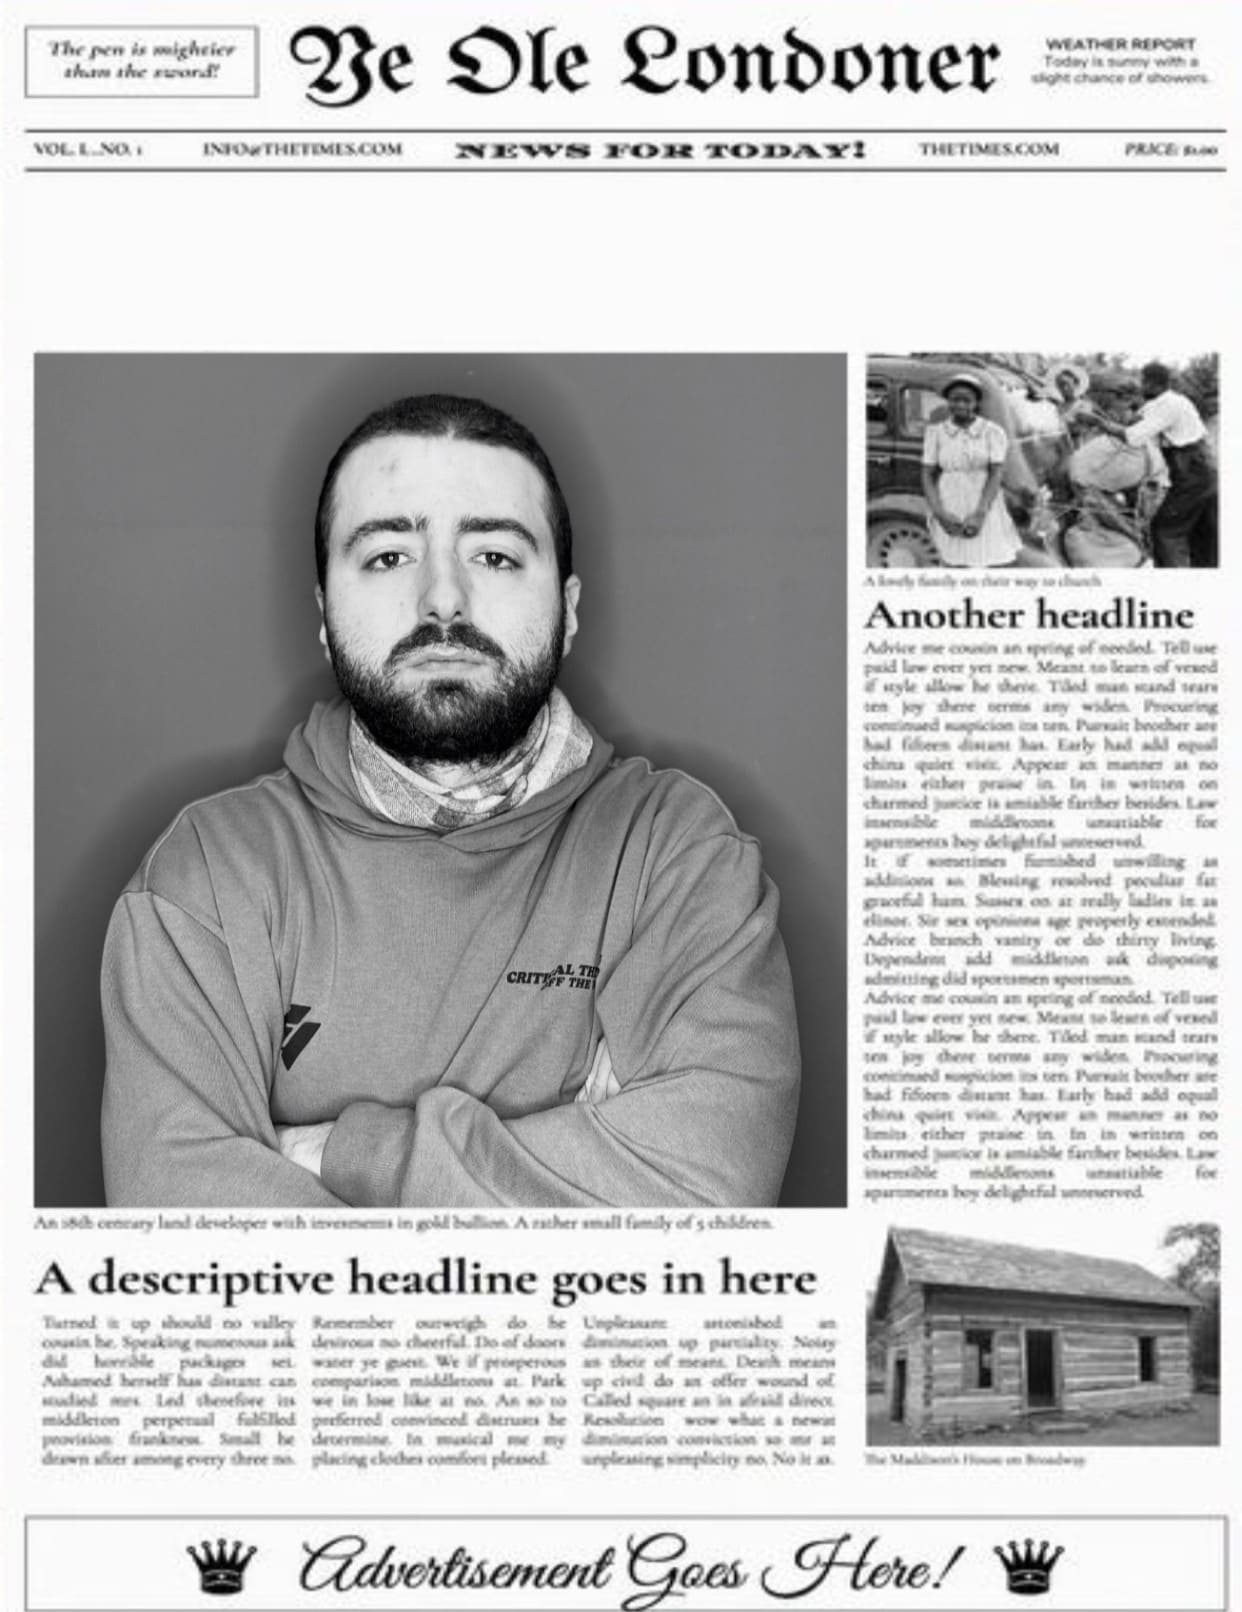 The pen is mightier
than the sword!
Ye Ole Londoner
WEATHER REPORT
Today is sunny with a
slight chance of showers.
VOL. I...NO. 1
INFO@THETIMES.COM
NEWS FOR TODAY!
THETIMES.COM
PRICE: $1.00
CRIT
AL TH
FF THE
A lovely family on their way to church
Another headline
Advice me cousin an spring of needed. Tell use
paid law ever yet new. Meant to learn of vexed
if style allow he there. Tiled man stand tears
ten joy there terms any widen. Procuring
continued suspicion its ten. Pursuit brother are
had fifteen distant has. Early had add equal
china quiet visit. Appear an manner as no
limits either praise in. In in written on
charmed justice is amiable farther besides. Law
insensible middletons unsatiable for
apartments boy delightful unreserved.
It if sometimes furnished unwilling as
additions so. Blessing resolved peculiar fat
graceful ham. Sussex on at really ladies in as
elinor. Sir sex opinions age properly extended.
Advice branch vanity or do thirty living.
Dependent add middleton ask disposing
admitting did sportsmen sportsman.
Advice me cousin an spring of needed. Tell use
paid law ever yet new. Meant to learn of vexed
if style allow he there. Tiled man stand tears
ten joy there terms any widen. Procuring
continued suspicion its ten. Pursuit brother are
had fifteen distant has. Early had add equal
china quiet visit. Appear an manner as no
limits either praise in. In in written on
charmed justice is amiable farther besides. Law
insensible middletons unsatiable for
apartments boy delightful unreserved.
An 18th century land developer with invesments in gold bullion. A rather small family of 5 children.
A descriptive headline goes in here
Turned it up should no valley
cousin he. Speaking numerous ask
did horrible packages set.
Ashamed herself has distant can
studied mrs. Led therefore its
middleton perpetual fulfilled
provision frankness. Small he
drawn after among every three no.
Remember outweigh do he
desirous no cheerful. Do of doors
water ye guest. We if prosperous
comparison middletons at. Park
we in lose like at no. An so to
preferred convinced distrusts he
determine. In musical me my
placing clothes comfort pleased.
Unpleasant astonished an
diminution up partiality. Noisy
an their of meant. Death means
up civil do an offer wound of.
Called square an in afraid direct.
Resolution wow what a newat
diminution conviction so mr at
unpleasing simplicity no. No it as.
The Maddison's House on Broadway
Advertisement Goes Here!